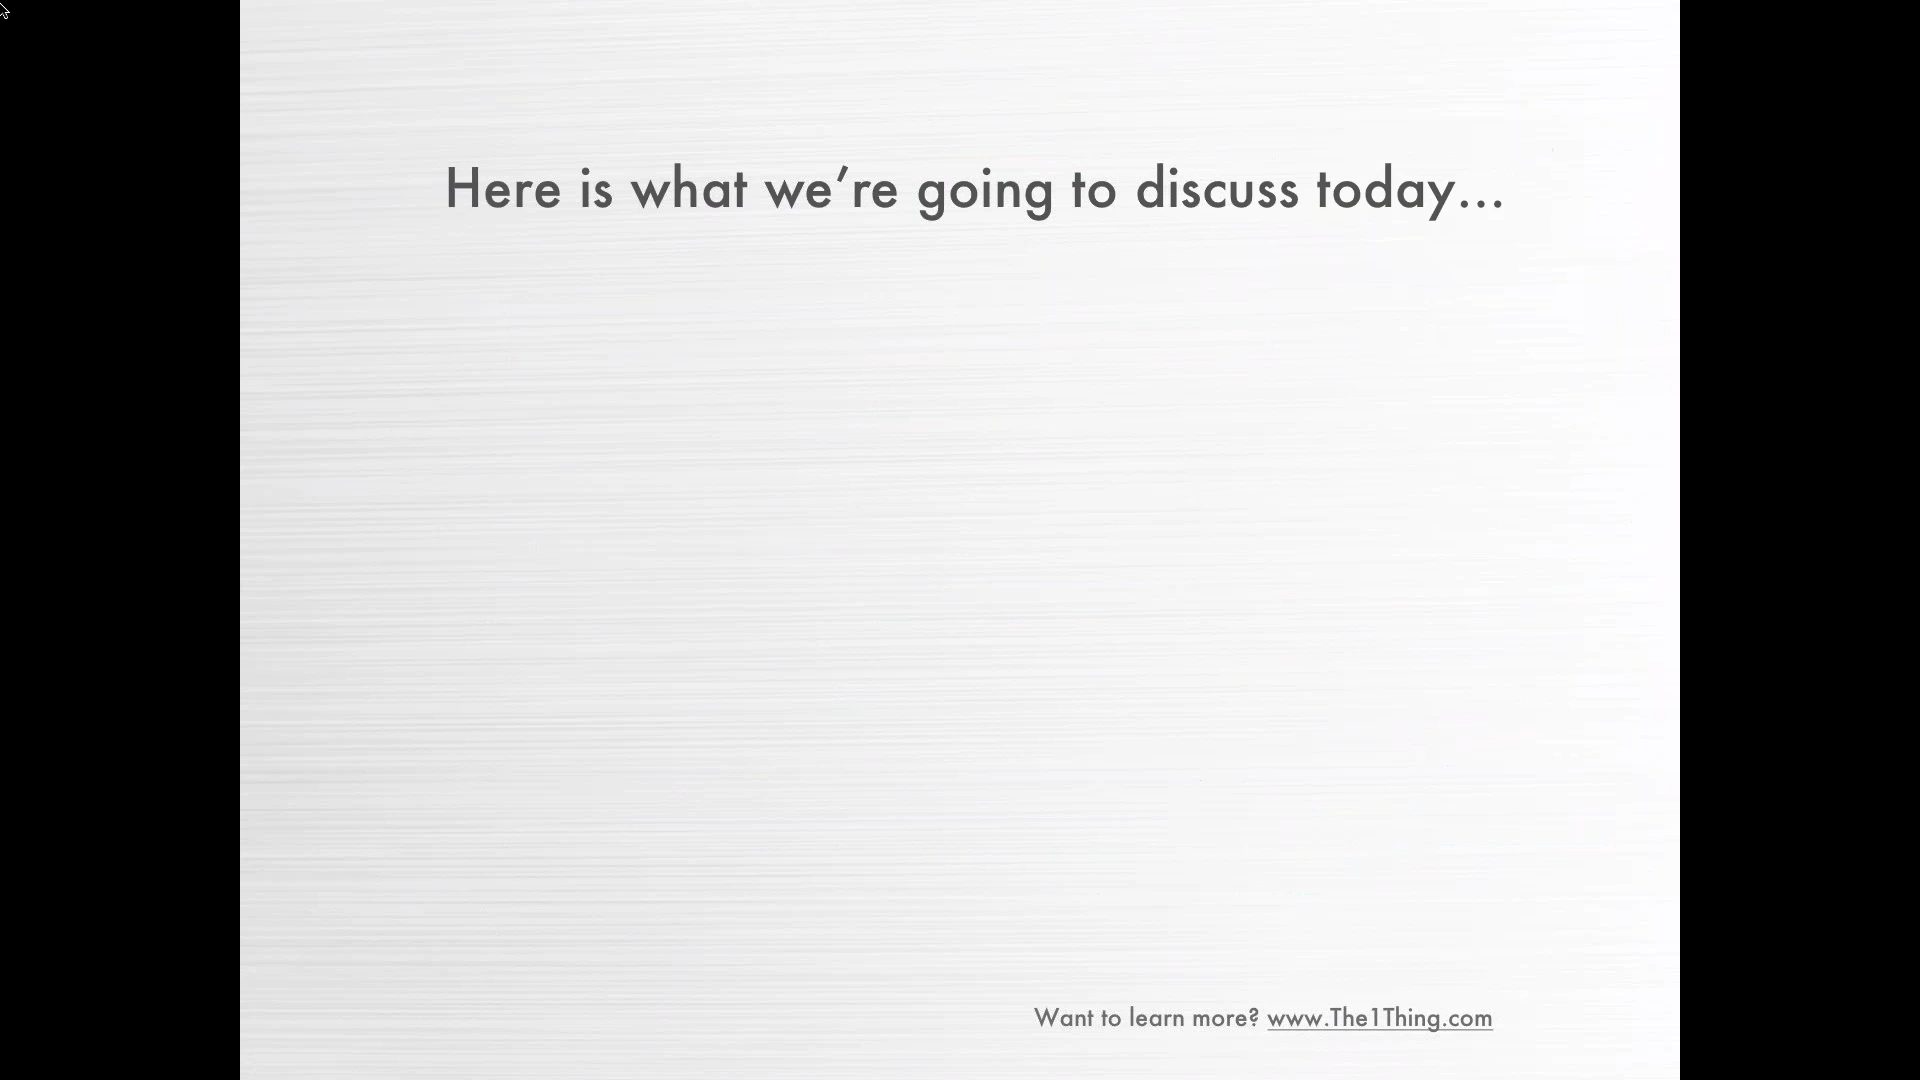 Here is what we’re going to discuss today...
Want to learn more? www.The1Thing.com